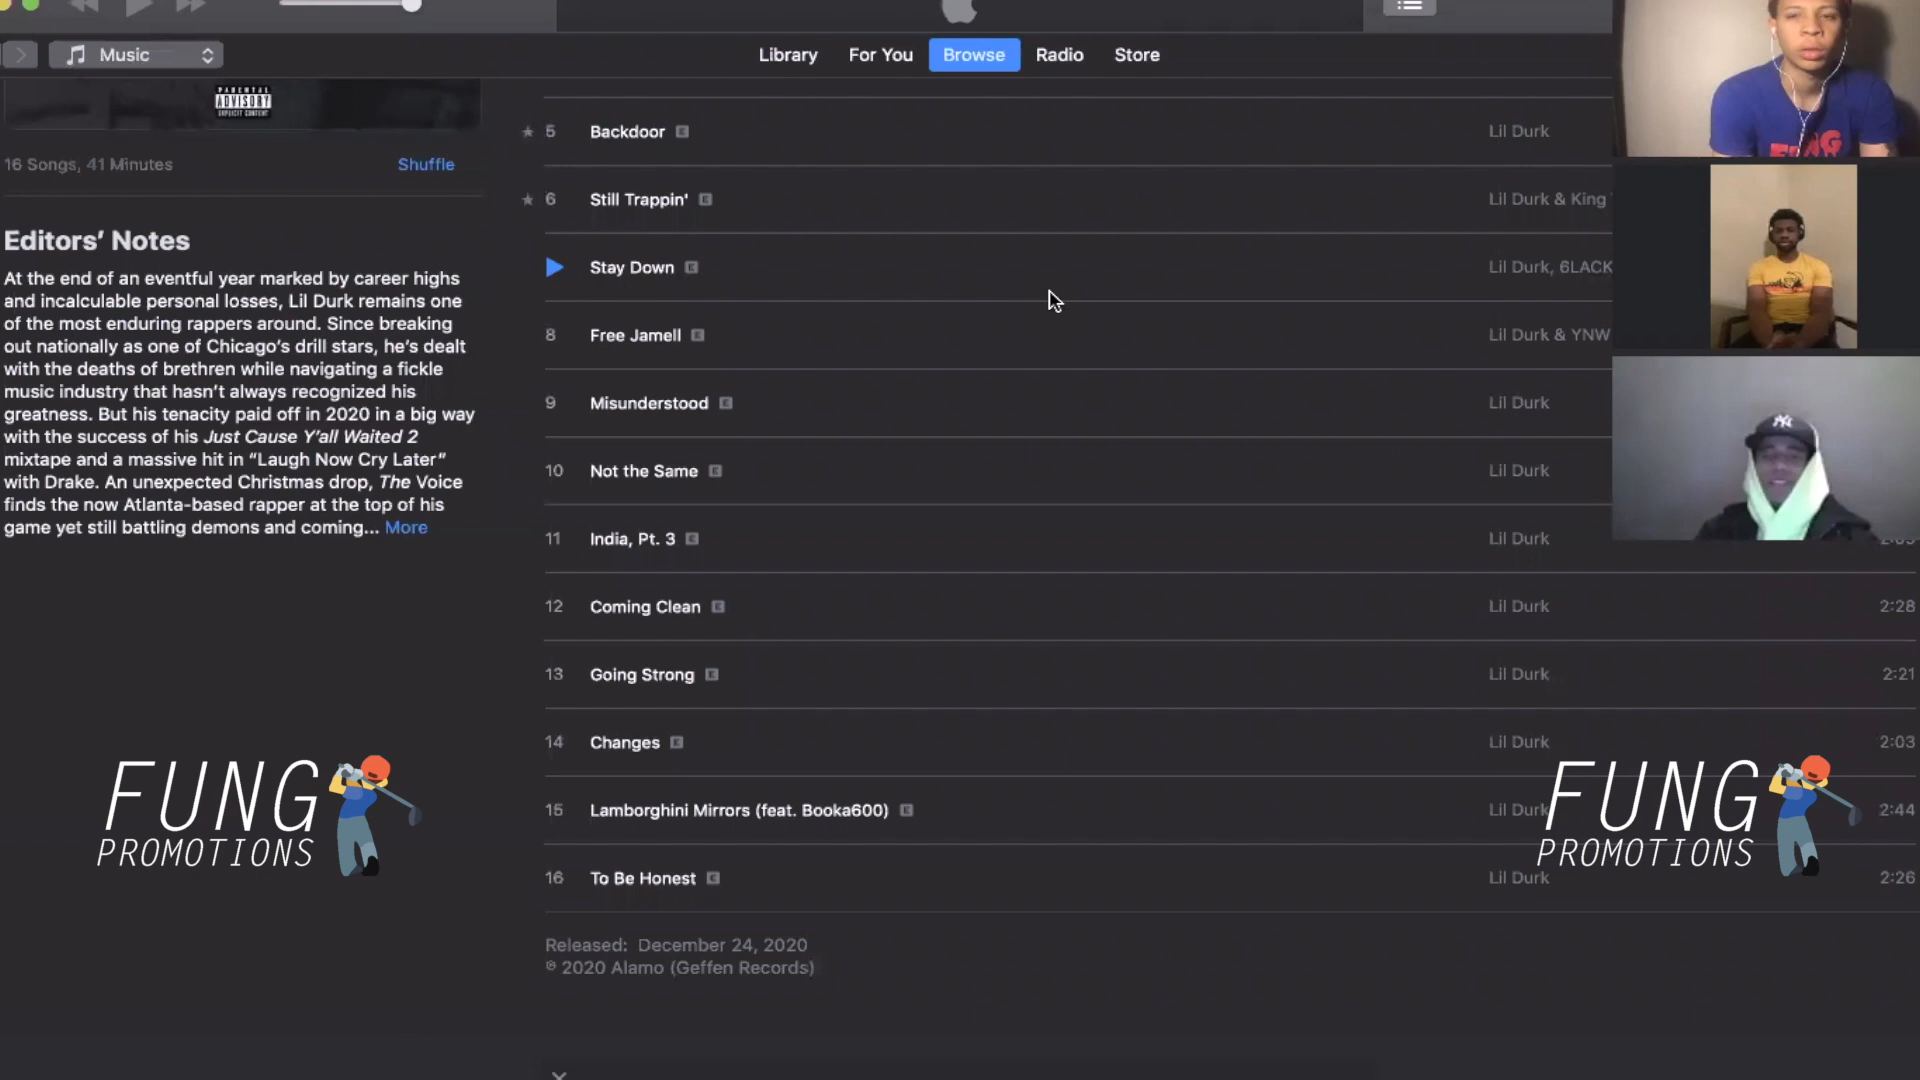 Music
Library
For You
Browse
Radio
Store
PARENTAL
ADVISORY
EXPLICIT CONTENT
16 Songs, 41 Minutes
Shuffle
Editors’ Notes
At the end of an eventful year marked by career highs
and incalculable personal losses, Lil Durk remains one
of the most enduring rappers around. Since breaking
out nationally as one of Chicago’s drill stars, he’s dealt
with the deaths of brethren while navigating a fickle
music industry that hasn’t always recognized his
greatness. But his tenacity paid off in 2020 in a big way
with the success of his Just Cause Y’all Waited 2
mixtape and a massive hit in “Laugh Now Cry Later”
with Drake. An unexpected Christmas drop, The Voice
finds the now Atlanta-based rapper at the top of his
game yet still battling demons and coming... More
5 Backdoor E Lil Durk
6 Still Trappin' E Lil Durk & King
Stay Down E Lil Durk, 6LACK
8 Free Jamell E Lil Durk & YNW
9 Misunderstood E Lil Durk
10 Not the Same E Lil Durk
11 India, Pt. 3 E Lil Durk
12 Coming Clean E Lil Durk 2:28
13 Going Strong E Lil Durk 2:21
14 Changes E Lil Durk 2:03
15 Lamborghini Mirrors (feat. Booka600) E Lil Durk 2:44
16 To Be Honest E Lil Durk 2:26
Released: December 24, 2020
℗ 2020 Alamo (Geffen Records)
FUNG
PROMOTIONS
FUNG
PROMOTIONS
FUNG
NY